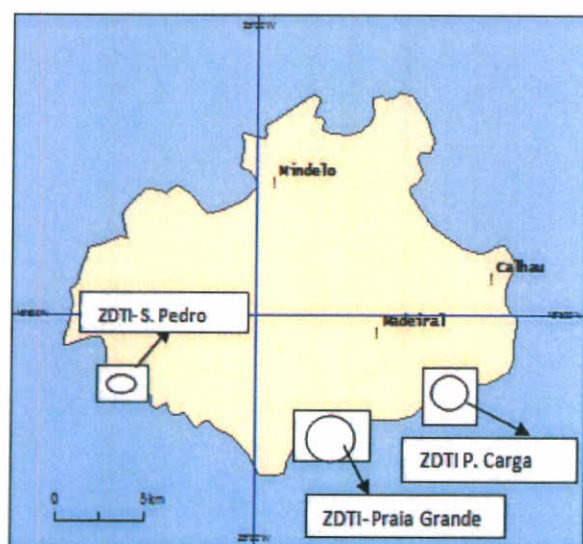 Mindelo
Calhau
ZDTI-S. Pedro
Madeiral
ZDTI P. Carga
0 5km
ZDTI-Praia Grande